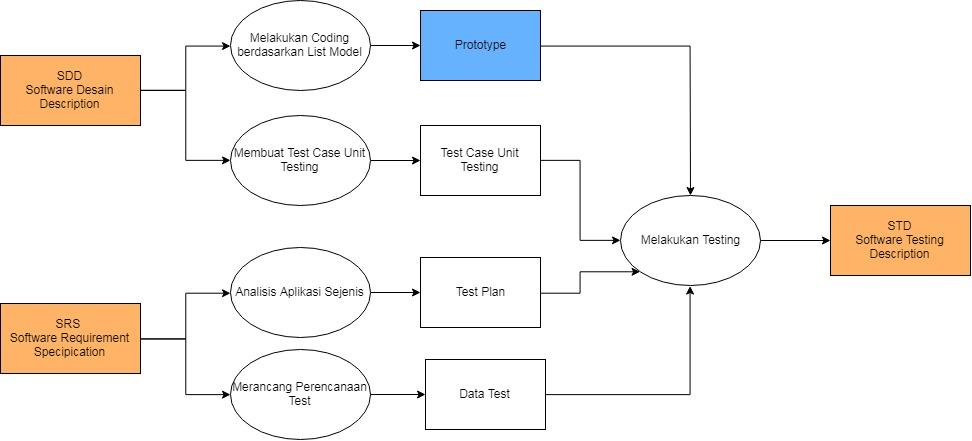 SDD
Software Desain
Description
Melakukan Coding
berdasarkan List Model
Prototype
Membuat Test Case Unit
Testing
Test Case Unit
Testing
Melakukan Testing
STD
Software Testing
Description
SRS
Software Requirement
Specipication
Analisis Aplikasi Sejenis
Test Plan
Merancang Perencanaan
Test
Data Test